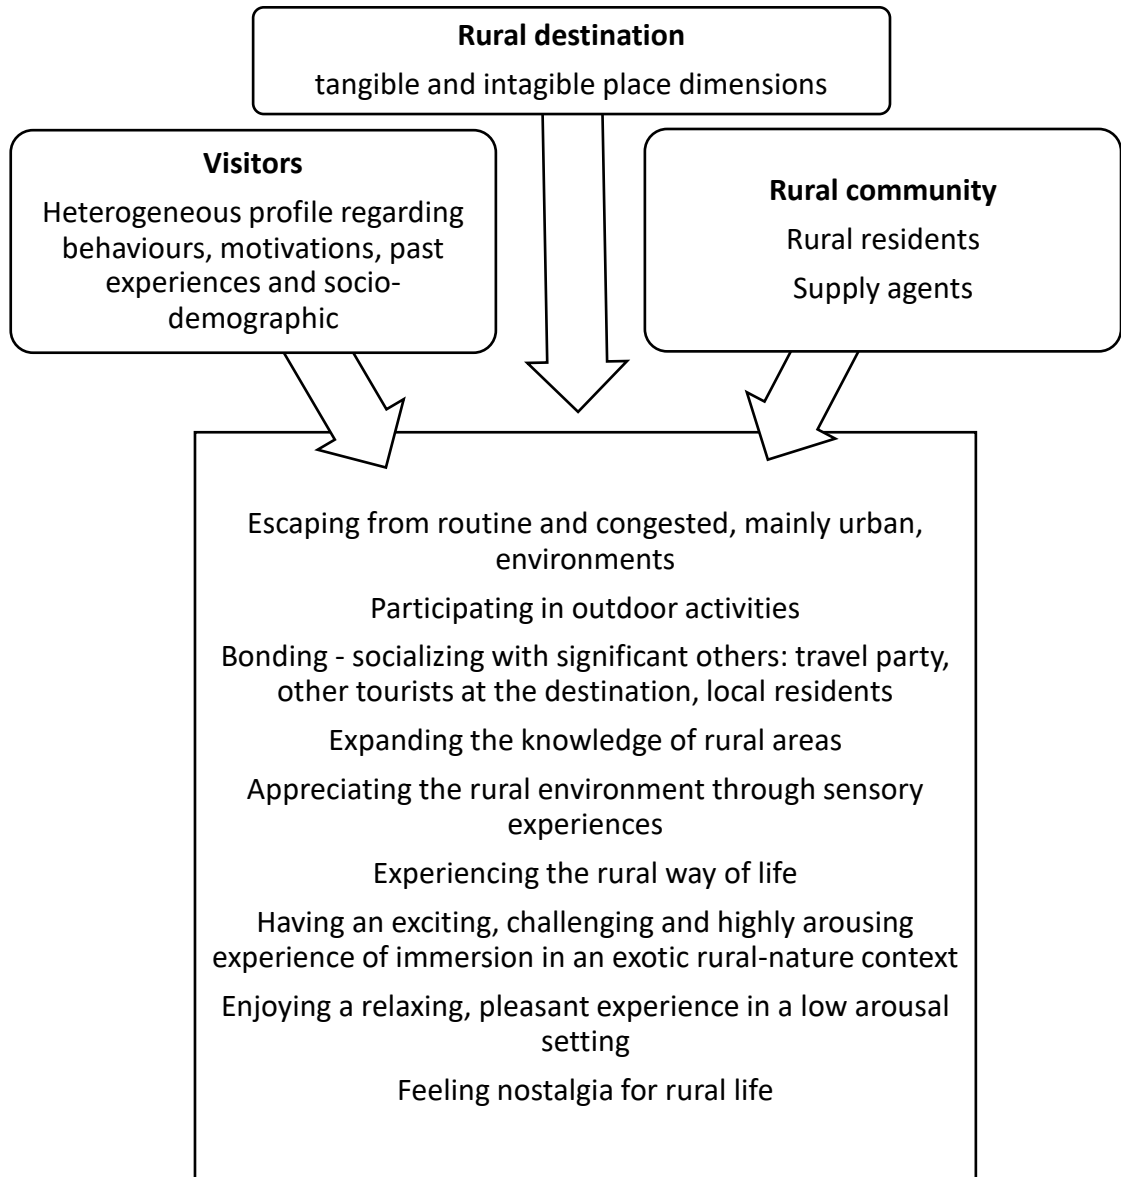 Rural destination
tangible and intagible place dimensions
Visitors
Heterogeneous profile regarding
behaviours, motivations, past
experiences and socio-
demographic
Rural community
Rural residents
Supply agents
Escaping from routine and congested, mainly urban,
environments
Participating in outdoor activities
Bonding - socializing with significant others: travel party,
other tourists at the destination, local residents
Expanding the knowledge of rural areas
Appreciating the rural environment through sensory
experiences
Experiencing the rural way of life
Having an exciting, challenging and highly arousing
experience of immersion in an exotic rural-nature context
Enjoying a relaxing, pleasant experience in a low arousal
setting
Feeling nostalgia for rural life